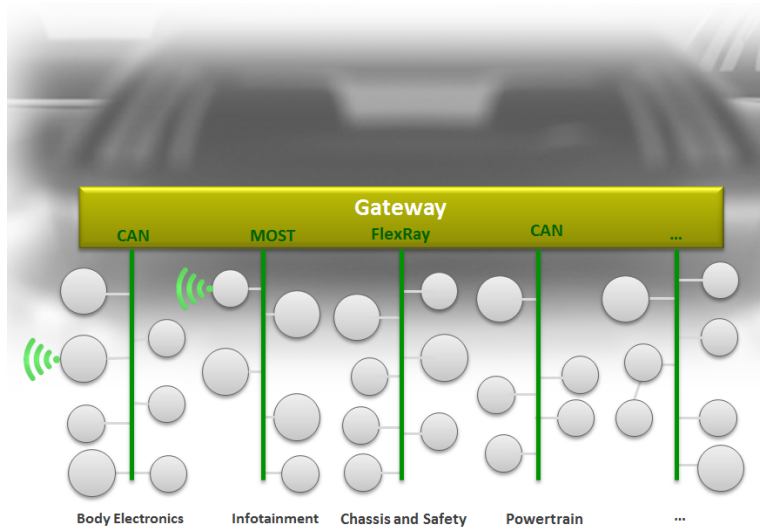 Gateway
CAN MOST FlexRay CAN ...
Body Electronics Infotainment Chassis and Safety Powertrain ...